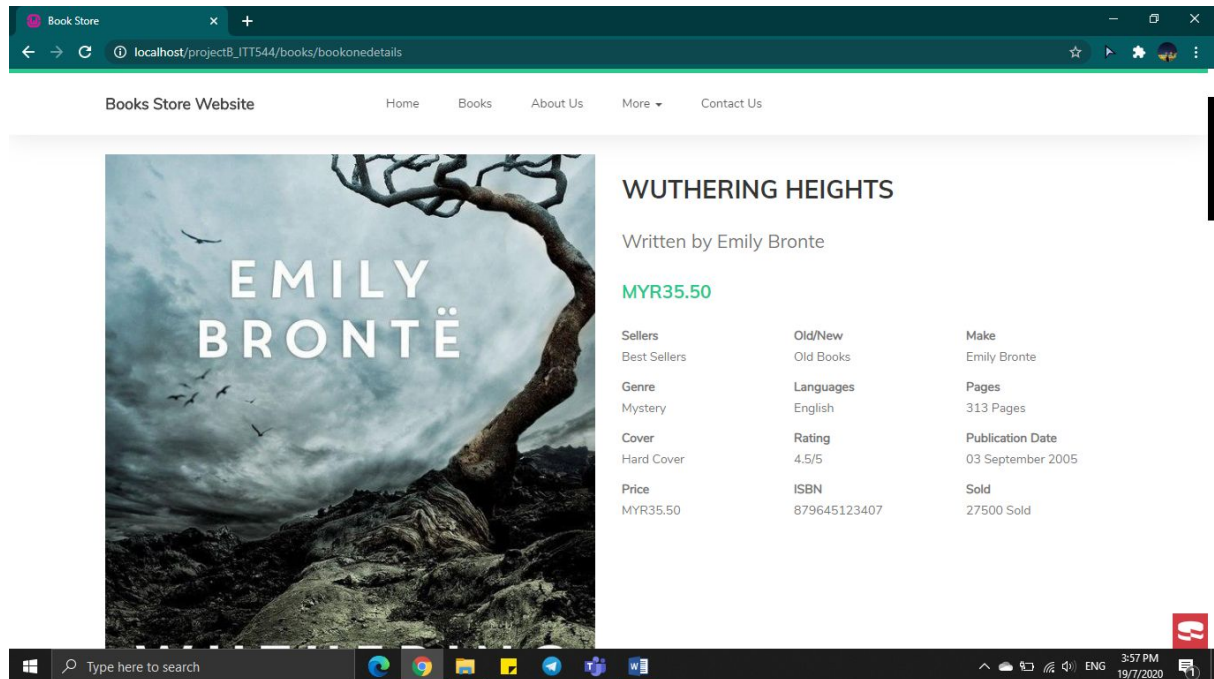 Book Store
localhost/projectB_ITT544/books/bookonedetails
Books Store Website Home Books About Us More Contact Us
EMILY
BRONTË
WUTHERING HEIGHTS
Written by Emily Bronte
MYR35.50
Sellers Old/New Make
Best Sellers Old Books Emily Bronte
Genre Languages Pages
Mystery English 313 Pages
Cover Rating Publication Date
Hard Cover 4.5/5 03 September 2005
Price ISBN Sold
MYR35.50 879645123407 27500 Sold
WUTHERING
Type here to search
ENG
3:57 PM
19/7/2020